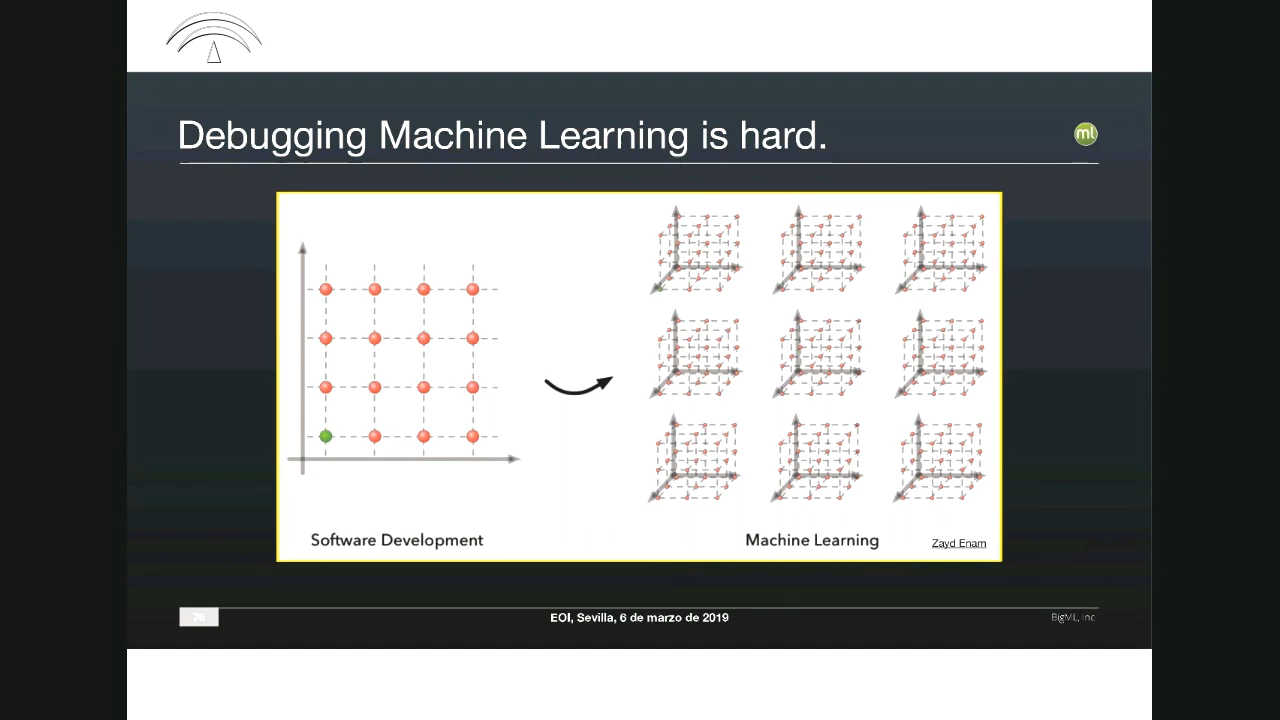 Debugging Machine Learning is hard.
ml
Software Development
Machine Learning
Zayd Enam
76
EOI, Sevilla, 6 de marzo de 2019
BigML, Inc